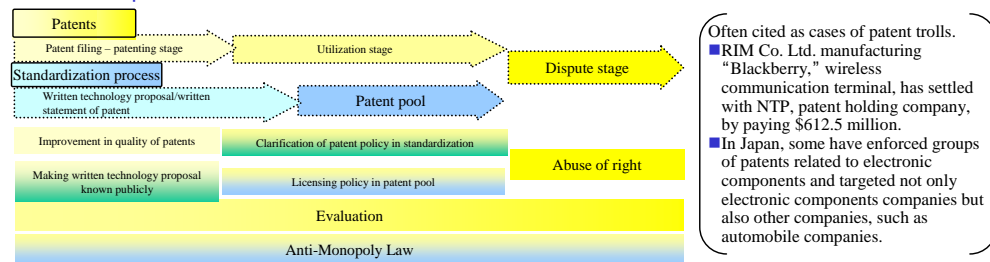 Patents
Patent filing – patenting stage
Utilization stage
Dispute stage
Standardization process
Written technology proposal/written
statement of patent
Patent pool
Improvement in quality of patents
Clarification of patent policy in standardization
Abuse of right
Making written technology proposal
known publicly
Licensing policy in patent pool
Evaluation
Anti-Monopoly Law
Often cited as cases of patent trolls.
■RIM Co. Ltd. manufacturing
“Blackberry,” wireless
communication terminal, has settled
with NTP, patent holding company,
by paying $612.5 million.
■In Japan, some have enforced groups
of patents related to electronic
components and targeted not only
electronic components companies but
also other companies, such as
automobile companies.